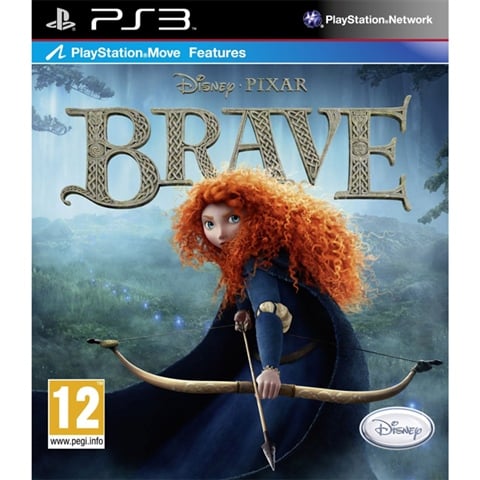 PS3
PlayStation®Network
PlayStation®Move Features
Disney · PIXAR
BRAVE
12
www.pegi.info
Disney